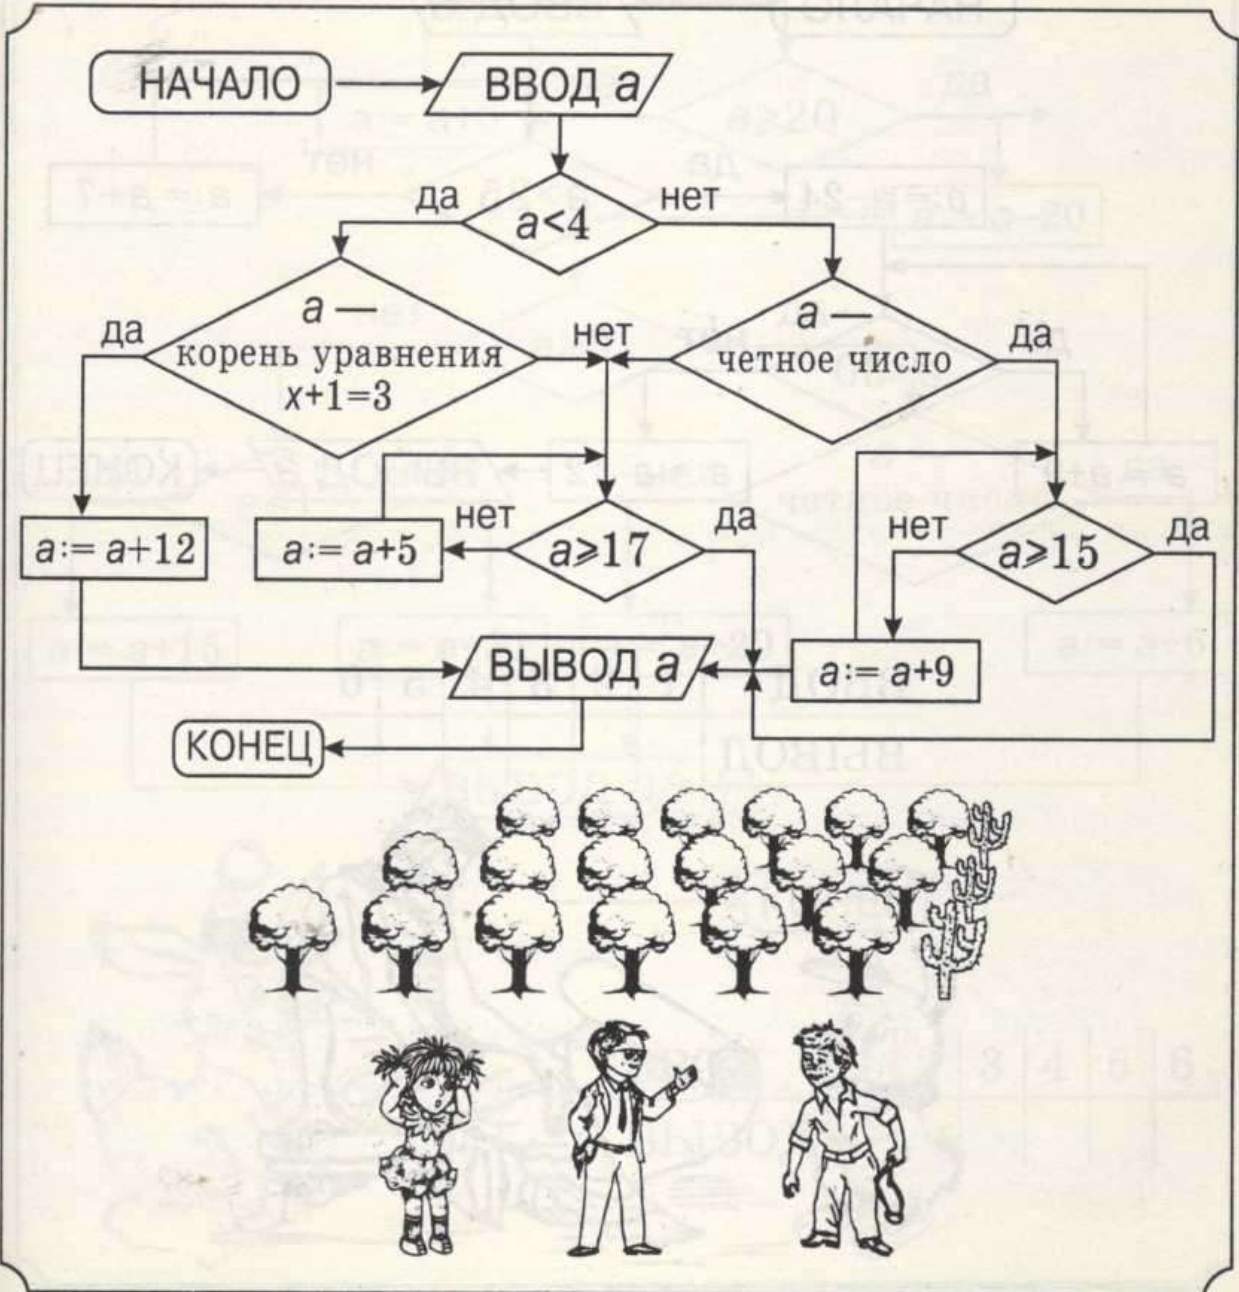 НАЧАЛО
ВВОД a
да
a<4
нет
да
a —
корень уравнения
x+1=3
нет
a —
четное число
да
a:= a+12
a:= a+5
нет
a⩾17
да
нет
a⩾15
да
ВЫВОД a
a:= a+9
КОНЕЦ